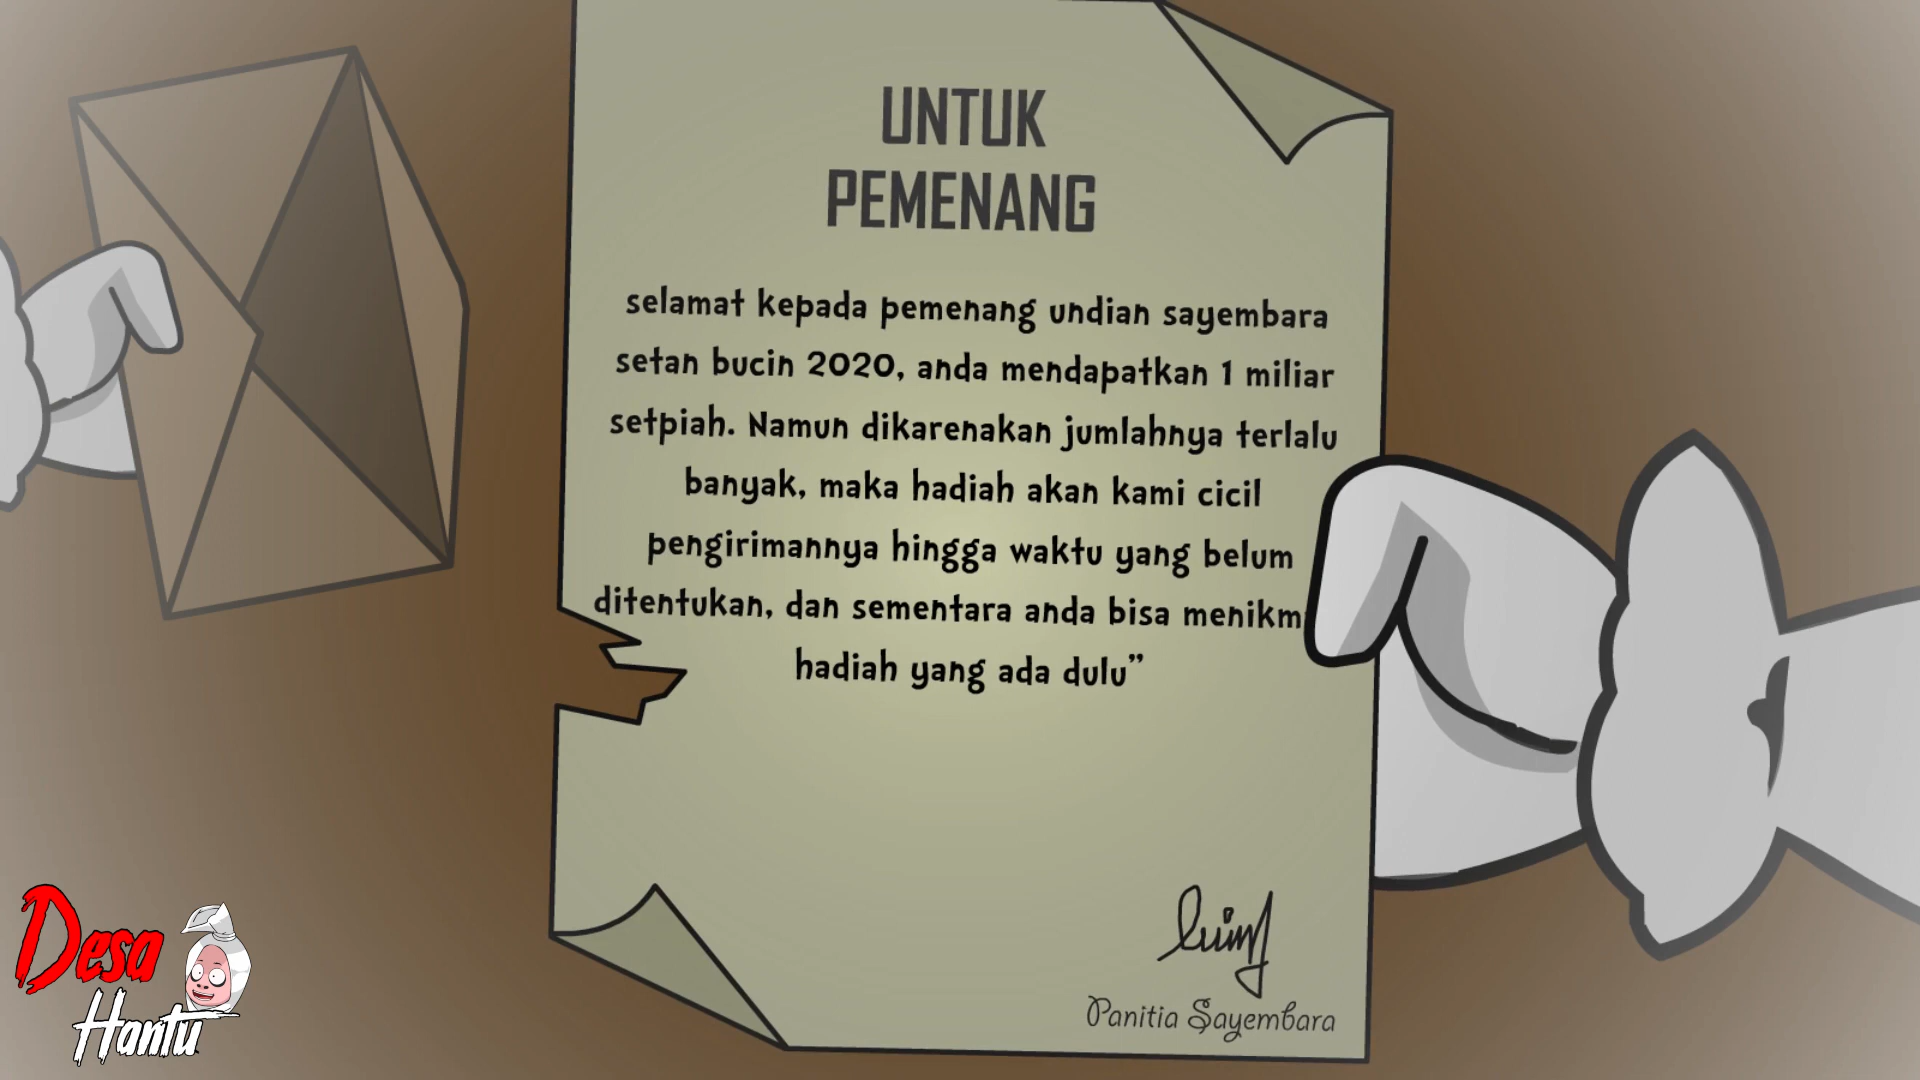 UNTUK
PEMENANG
selamat kepada pemenang undian sayembara
setan bucin 2020, anda mendapatkan 1 miliar
setpiah. Namun dikarenakan jumlahnya terlalu
banyak, maka hadiah akan kami cicil
pengirimannya hingga waktu yang belum
ditentukan, dan sementara anda bisa
hadiah yang ada dulu”
Panitia Sayembara
Desa
Hantu